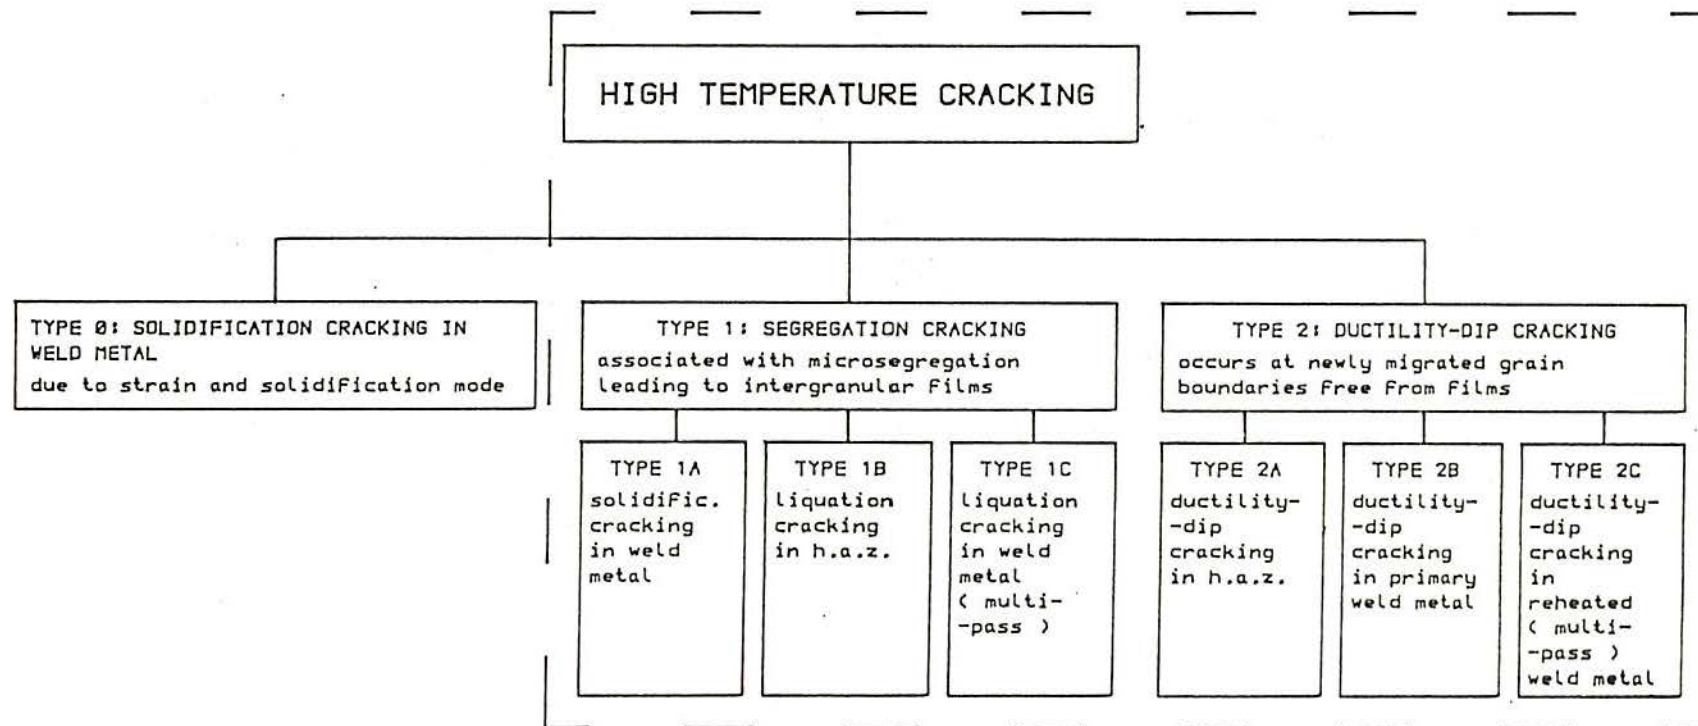 HIGH TEMPERATURE CRACKING
TYPE 0: SOLIDIFICATION CRACKING IN
WELD METAL
due to strain and solidification mode
TYPE 1: SEGREGATION CRACKING
associated with microsegregation
leading to intergranular films
TYPE 2: DUCTILITY-DIP CRACKING
occurs at newly migrated grain
boundaries free from films
TYPE 1A
solidific.
cracking
in weld
metal
TYPE 1B
liquation
cracking
in h.a.z.
TYPE 1C
liquation
cracking
in weld
metal
( multi-
-pass )
TYPE 2A
ductility-
-dip
cracking
in h.a.z.
TYPE 2B
ductility-
-dip
cracking
in primary
weld metal
TYPE 2C
ductility-
-dip
cracking
in
reheated
( multi-
-pass )
weld metal